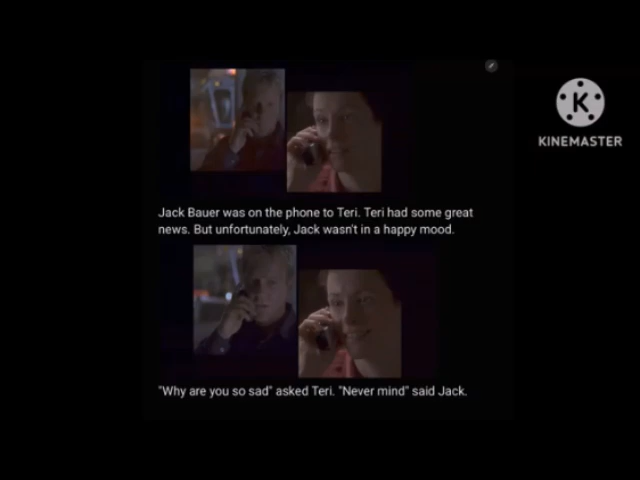 KINEMASTER
Jack Bauer was on the phone to Teri. Teri had some great
news. But unfortunately, Jack wasn't in a happy mood.
"Why are you so sad" asked Teri. "Never mind" said Jack.